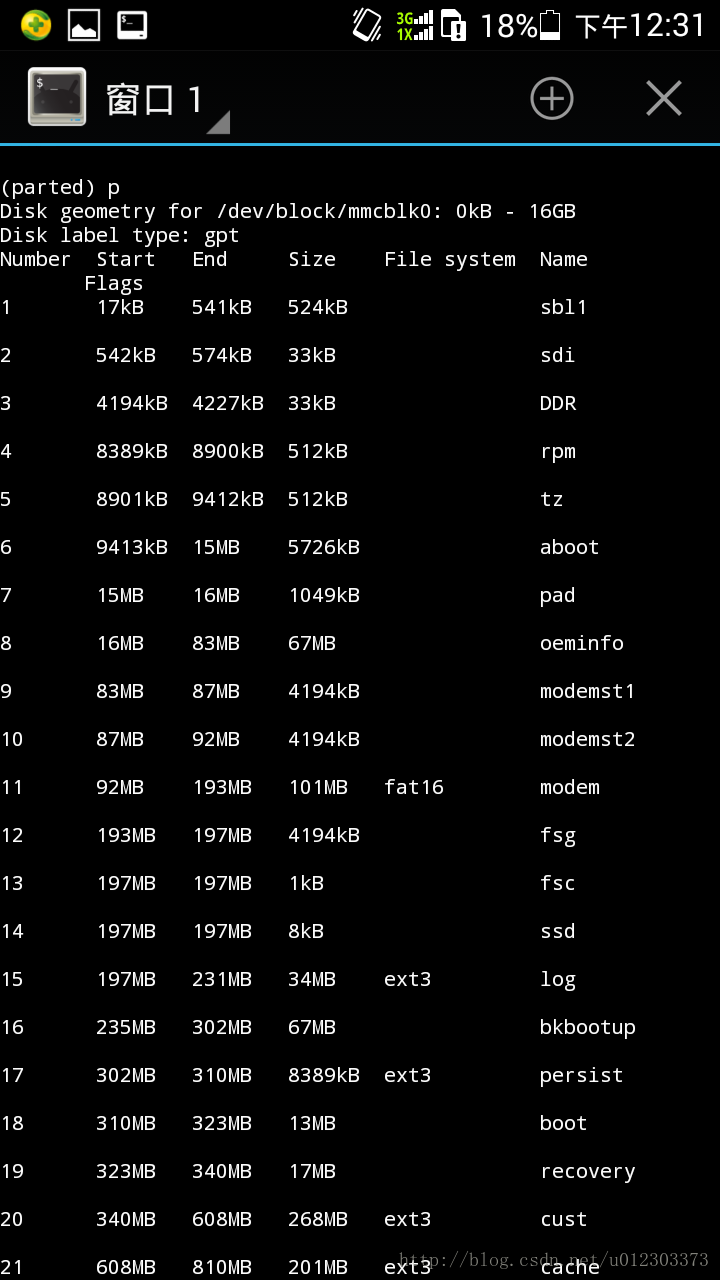 3G
1X
18%
下午12:31
$_
窗口 1
(parted) p
Disk geometry for /dev/block/mmcblk0: 0kB - 16GB
Disk label type: gpt
Number Start End Size File system Name
Flags
1 17kB 541kB 524kB sbl1
2 542kB 574kB 33kB sdi
3 4194kB 4227kB 33kB DDR
4 8389kB 8900kB 512kB rpm
5 8901kB 9412kB 512kB tz
6 9413kB 15MB 5726kB aboot
7 15MB 16MB 1049kB pad
8 16MB 83MB 67MB oeminfo
9 83MB 87MB 4194kB modemst1
10 87MB 92MB 4194kB modemst2
11 92MB 193MB 101MB fat16 modem
12 193MB 197MB 4194kB fsg
13 197MB 197MB 1kB fsc
14 197MB 197MB 8kB ssd
15 197MB 231MB 34MB ext3 log
16 235MB 302MB 67MB bkbootup
17 302MB 310MB 8389kB ext3 persist
18 310MB 323MB 13MB boot
19 323MB 340MB 17MB recovery
20 340MB 608MB 268MB ext3 cust
21 608MB 810MB 201MB ext3 cache
http://blog.csdn.net/u012303373